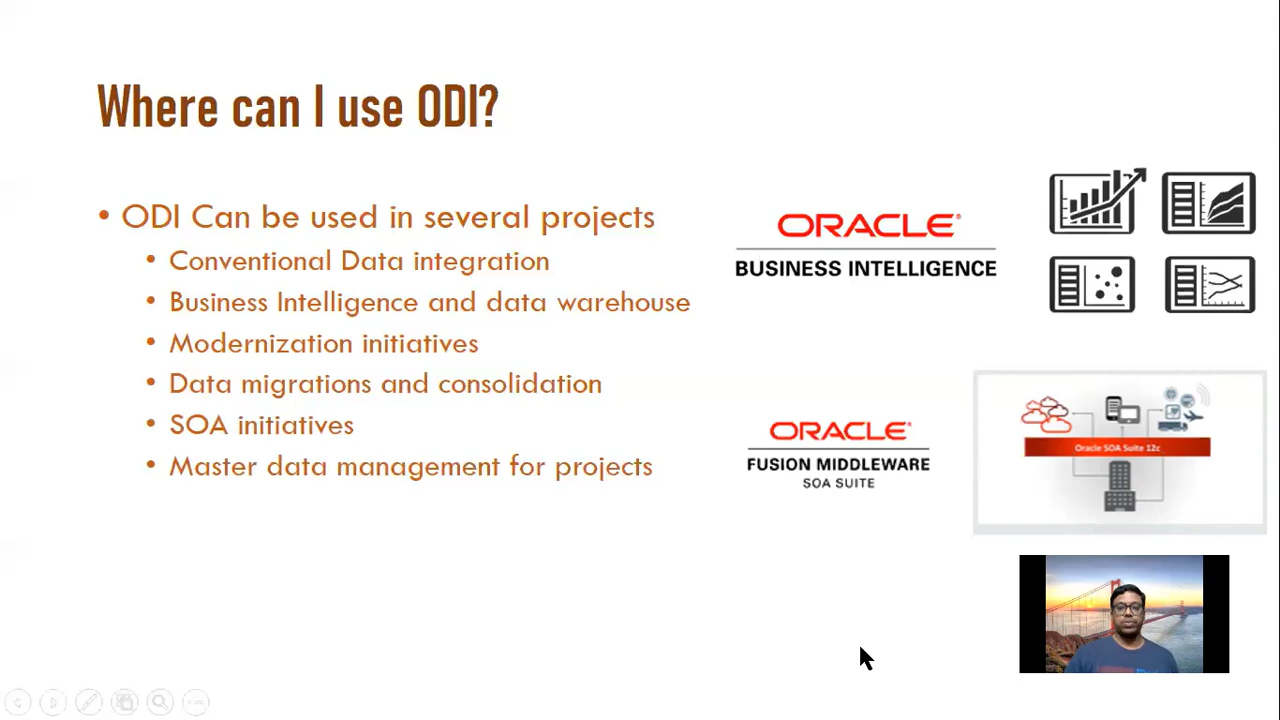 Where can I use ODI?
• ODI Can be used in several projects
• Conventional Data integration
• Business Intelligence and data warehouse
• Modernization initiatives
• Data migrations and consolidation
• SOA initiatives
• Master data management for projects
ORACLE®
BUSINESS INTELLIGENCE
ORACLE®
FUSION MIDDLEWARE
SOA SUITE
Oracle SOA Suite 12c